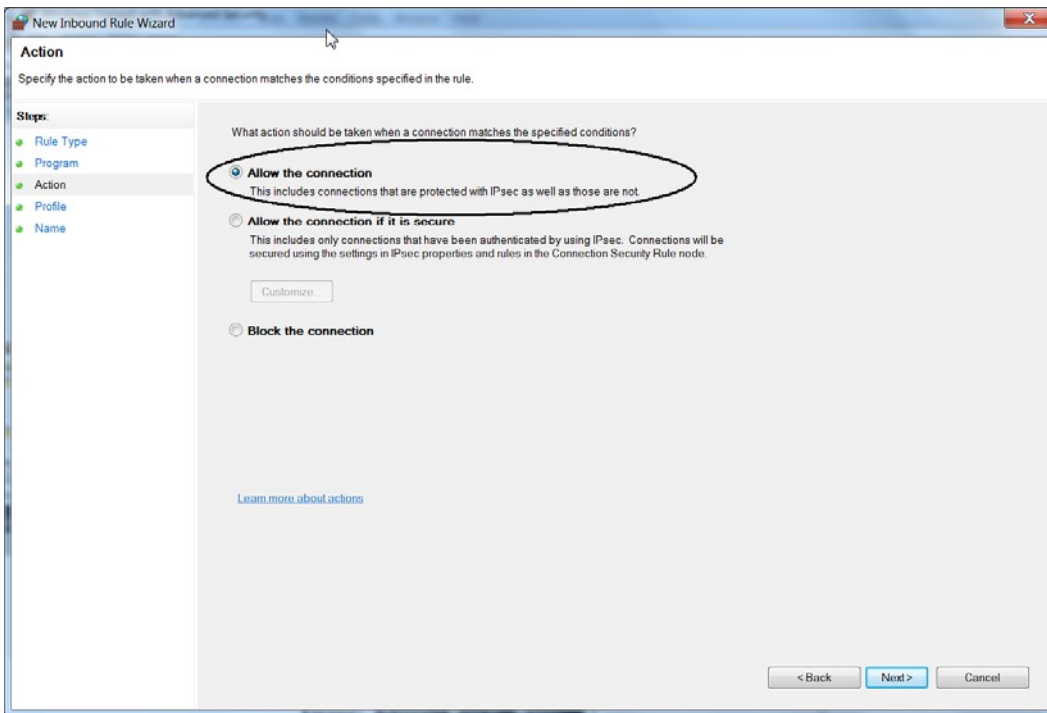 New Inbound Rule Wizard
Action
Specify the action to be taken when a connection matches the conditions specified in the rule.
Steps:
Rule Type
Program
Action
Profile
Name
What action should be taken when a connection matches the specified conditions?
Allow the connection
This includes connections that are protected with IPsec as well as those are not.
Allow the connection if it is secure
This includes only connections that have been authenticated by using IPsec. Connections will be
secured using the settings in IPsec properties and rules in the Connection Security Rule node.
Customize...
Block the connection
Learn more about actions
< Back
Next >
Cancel